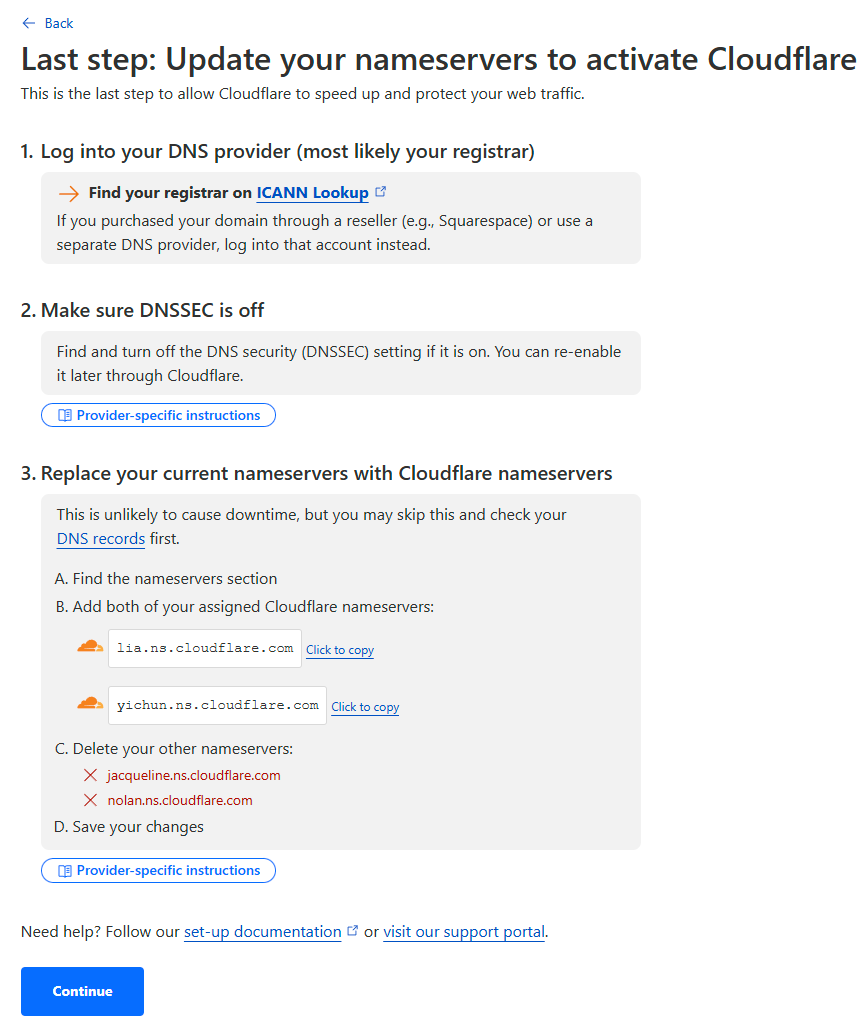 Back
Last step: Update your nameservers to activate Cloudflare
This is the last step to allow Cloudflare to speed up and protect your web traffic.
1. Log into your DNS provider (most likely your registrar)
Find your registrar on ICANN Lookup
If you purchased your domain through a reseller (e.g., Squarespace) or use a
separate DNS provider, log into that account instead.
2. Make sure DNSSEC is off
Find and turn off the DNS security (DNSSEC) setting if it is on. You can re-enable
it later through Cloudflare.
Provider-specific instructions
3. Replace your current nameservers with Cloudflare nameservers
This is unlikely to cause downtime, but you may skip this and check your
DNS records first.
A. Find the nameservers section
B. Add both of your assigned Cloudflare nameservers:
lia.ns.cloudflare.com Click to copy
yichun.ns.cloudflare.com Click to copy
C. Delete your other nameservers:
jacqueline.ns.cloudflare.com
nolan.ns.cloudflare.com
D. Save your changes
Provider-specific instructions
Need help? Follow our set-up documentation or visit our support portal.
Continue